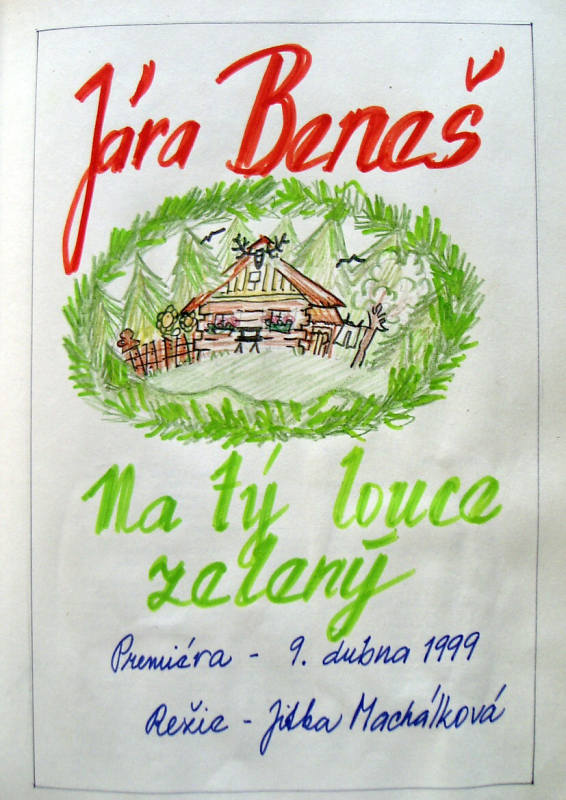 Jára Beneš
Na tý louce
zelený
Premiéra - 9. dubna 1999
Režie - Jitka Machálková